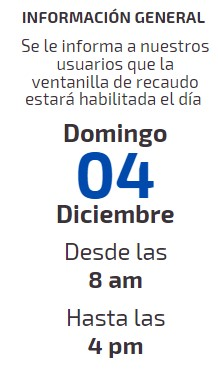 INFORMACIÓN GENERAL
Se le informa a nuestros
usuarios que la
ventanilla de recaudo
estará habilitada el día
Domingo
04
Diciembre
Desde las
8 am
Hasta las
4 pm